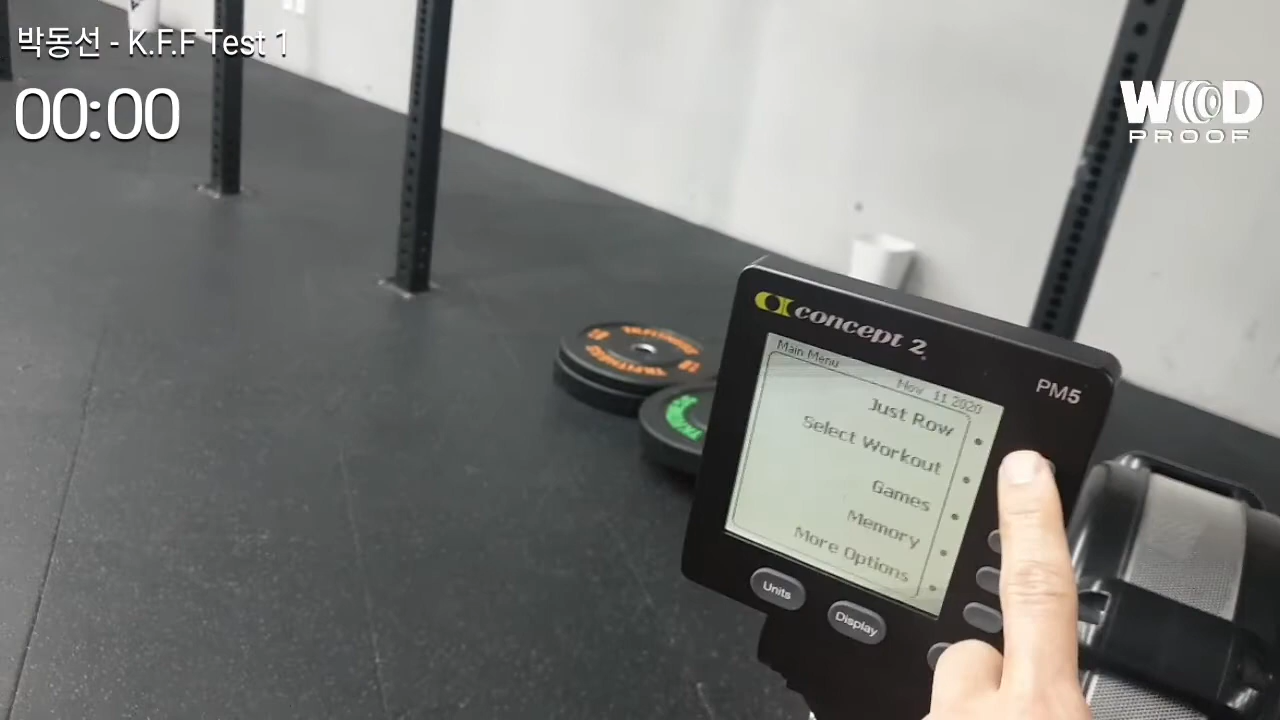 박동선 - K.F.F Test 1
00:00
WOD
PROOF
concept 2
PM5
Main Menu
Nov. 11 2020
Just Row
Select Workout
Games
Memory
More Options
Units
Display